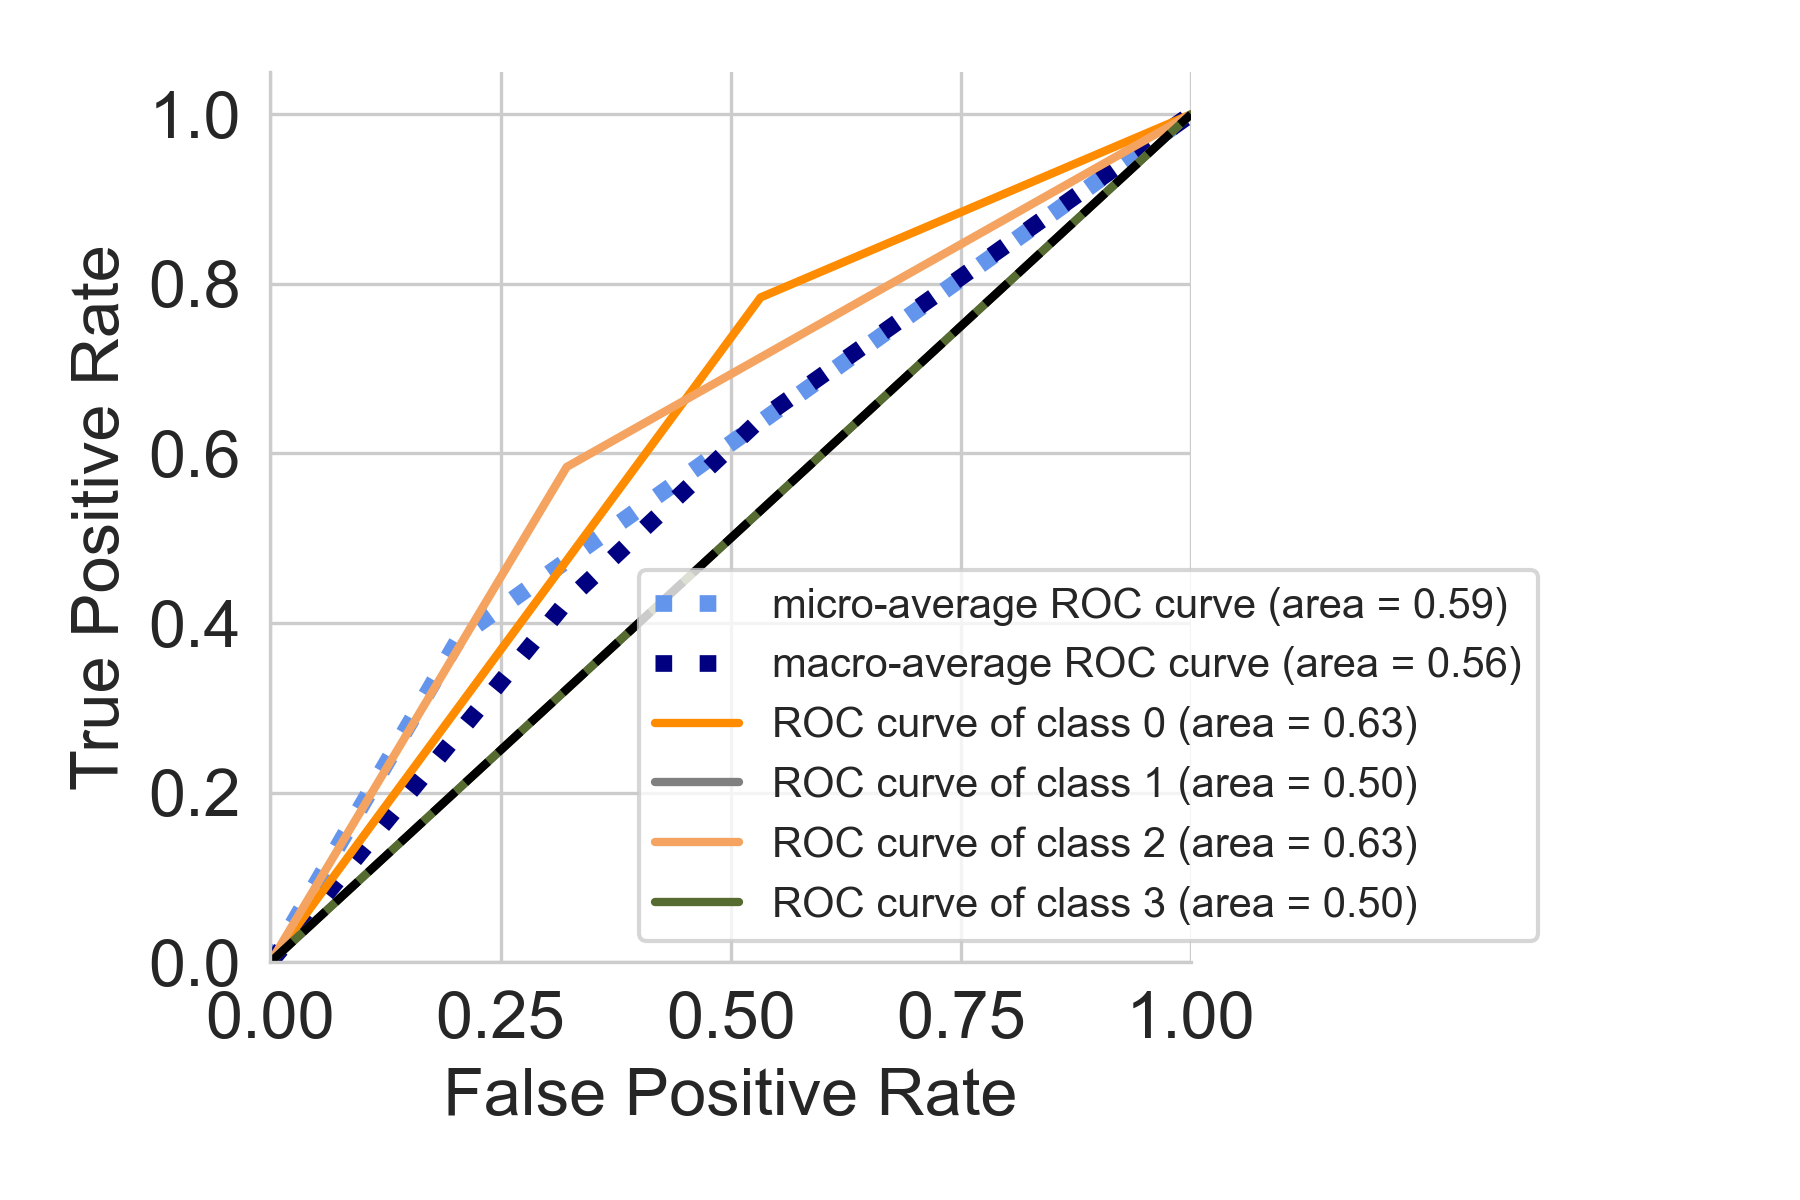 True Positive Rate
1.0
0.8
0.6
0.4
0.2
0.0
micro-average ROC curve (area = 0.59)
macro-average ROC curve (area = 0.56)
ROC curve of class 0 (area = 0.63)
ROC curve of class 1 (area = 0.50)
ROC curve of class 2 (area = 0.63)
ROC curve of class 3 (area = 0.50)
0.00 0.25 0.50 0.75 1.00
False Positive Rate